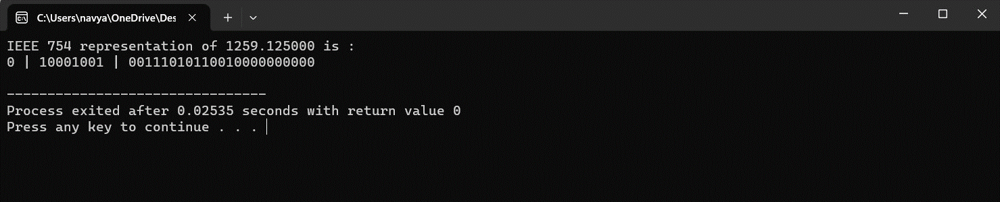 C:\Users\navya\OneDrive\Des
IEEE 754 representation of 1259.125000 is :
0 | 10001001 | 00111010110010000000000
--------------------------------
Process exited after 0.02535 seconds with return value 0
Press any key to continue . . .